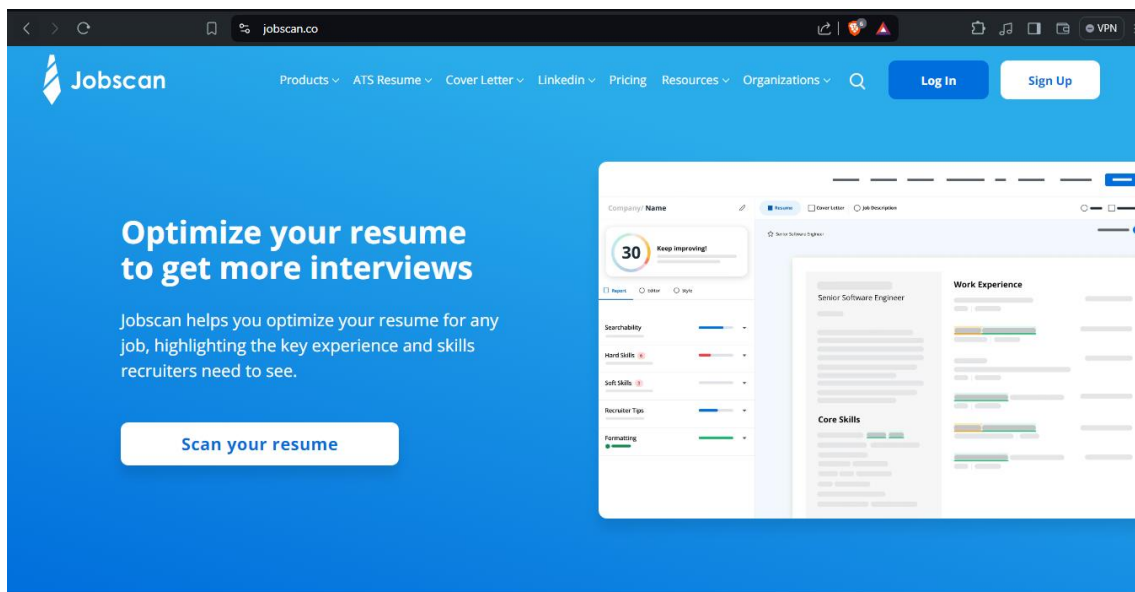 jobscan.co
6
VPN
Jobscan
Products ATS Resume Cover Letter Linkedin Pricing Resources Organizations Log In Sign Up
Optimize your resume
to get more interviews
Jobscan helps you optimize your resume for any
job, highlighting the key experience and skills
recruiters need to see.
Scan your resume
Company/ Name
Resume Cover Letter Job Description
30 Keep improving!
Senior Software Engineer
Report Editor Style
Searchability
Hard Skills
Soft Skills
Recruiter Tips
Formatting
Senior Software Engineer
Core Skills
Work Experience